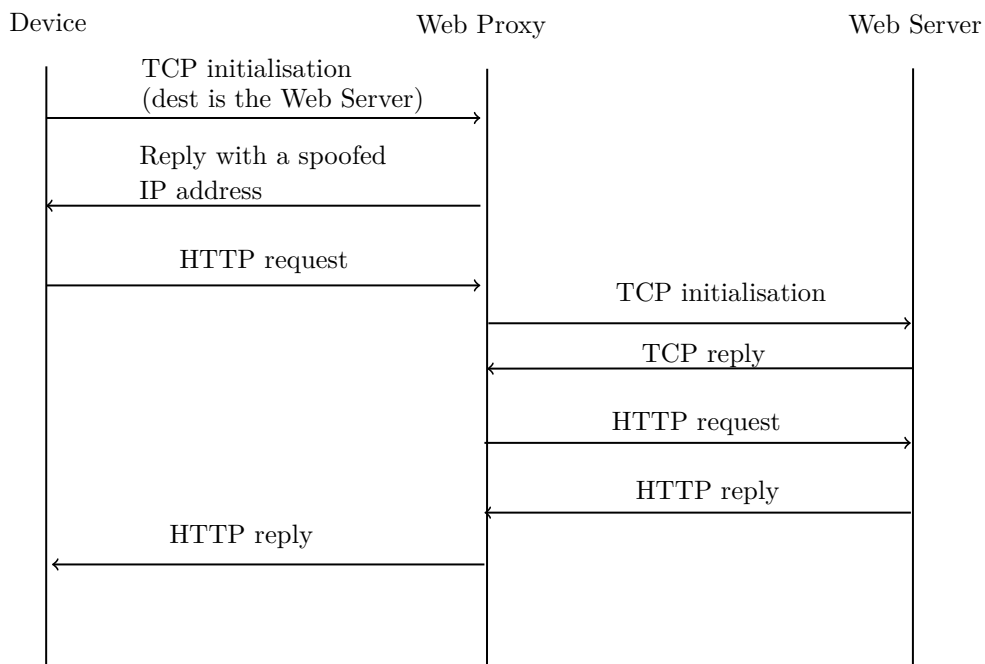 Device
Web Proxy
Web Server
TCP initialisation
(dest is the Web Server)
Reply with a spoofed
IP address
HTTP request
TCP initialisation
TCP reply
HTTP request
HTTP reply
HTTP reply